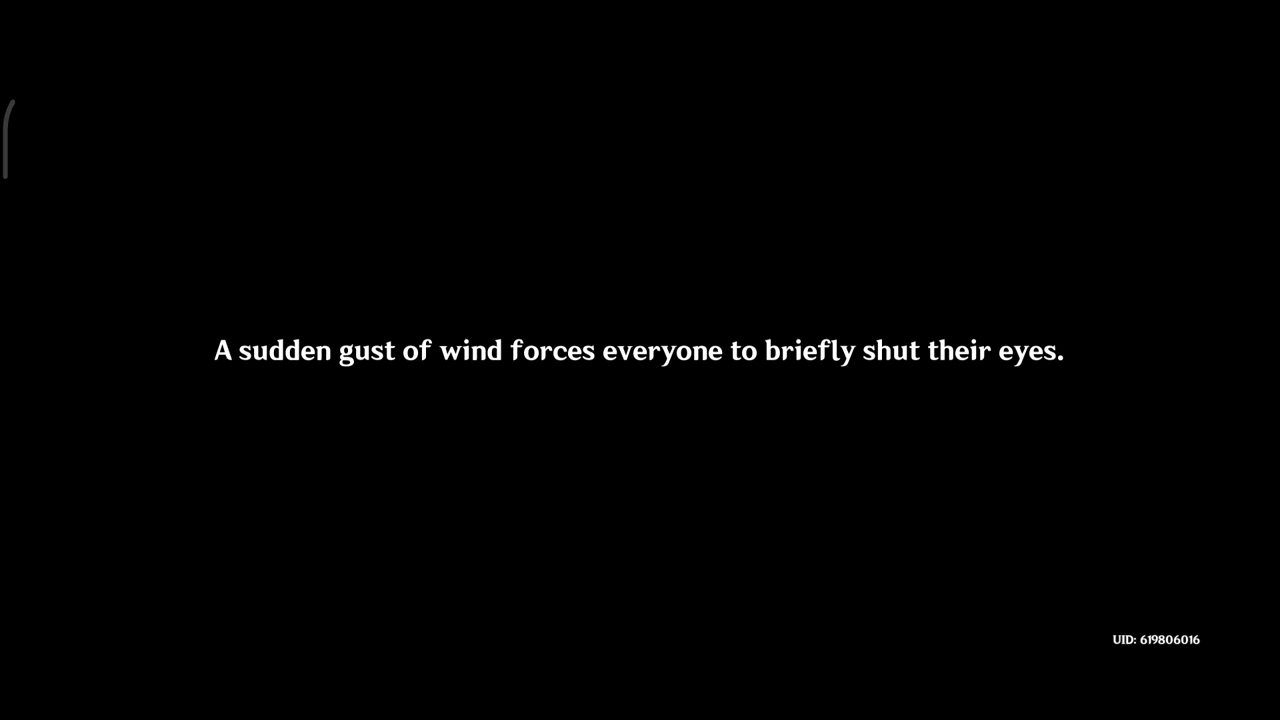 A sudden gust of wind forces everyone to briefly shut their eyes.
UID: 619806016